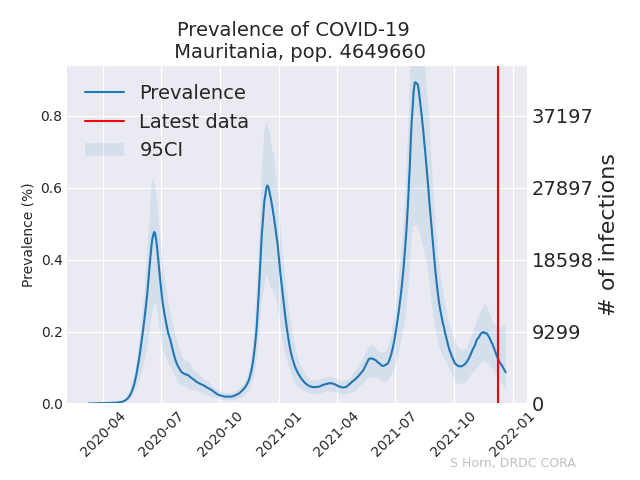 Prevalence of COVID-19
Mauritania, pop. 4649660
Prevalence
Latest data
95CI
Prevalence (%)
0.8
0.6
0.4
0.2
0.0
37197
27897
18598
9299
0
# of infections
2020-04
2020-07
2020-10
2021-01
2021-04
2021-07
2021-10
2022-01
S Horn, DRDC CORA